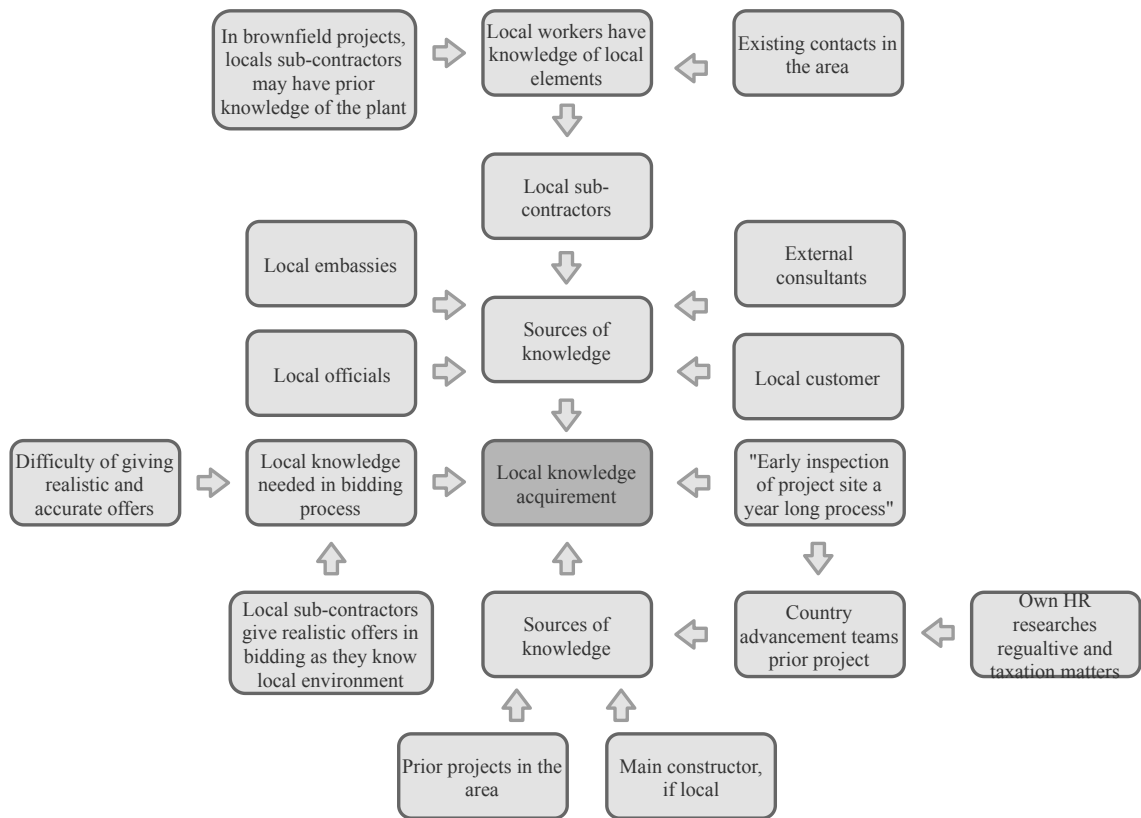 In brownfield projects,
locals sub-contractors
may have prior
knowledge of the plant
Local workers have
knowledge of local
elements
Existing contacts in
the area
Local sub-
contractors
Local embassies
External
consultants
Sources of
knowledge
Local officials
Local customer
Difficulty of giving
realistic and
accurate offers
Local knowledge
needed in bidding
process
Local knowledge
acquirement
"Early inspection
of project site a
year long process"
Local sub-contractors
give realistic offers in
bidding as they know
local environment
Sources of
knowledge
Country
advancement teams
prior project
Own HR
researches
regualtive and
taxation matters
Prior projects in the
area
Main constructor,
if local